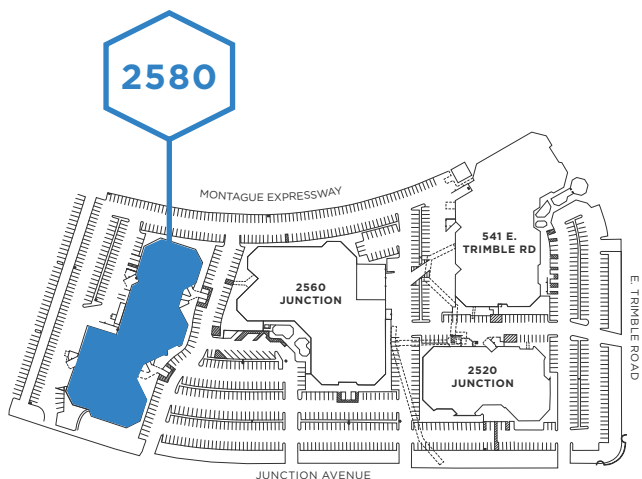 2580
MONTAGUE EXPRESSWAY
541 E.
TRIMBLE RD
2560
JUNCTION
E. TRIMBLE ROAD
2520
JUNCTION
JUNCTION AVENUE